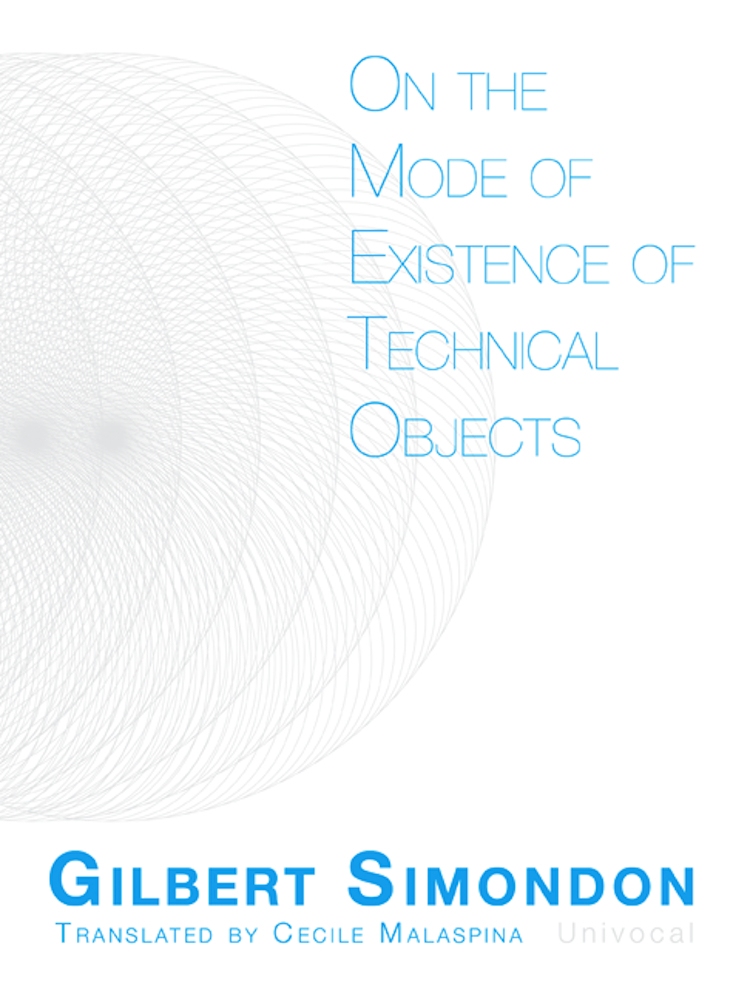 On the
Mode of
Existence of
Technical
Objects
Gilbert Simondon
Translated by Cecile Malaspina Univocal